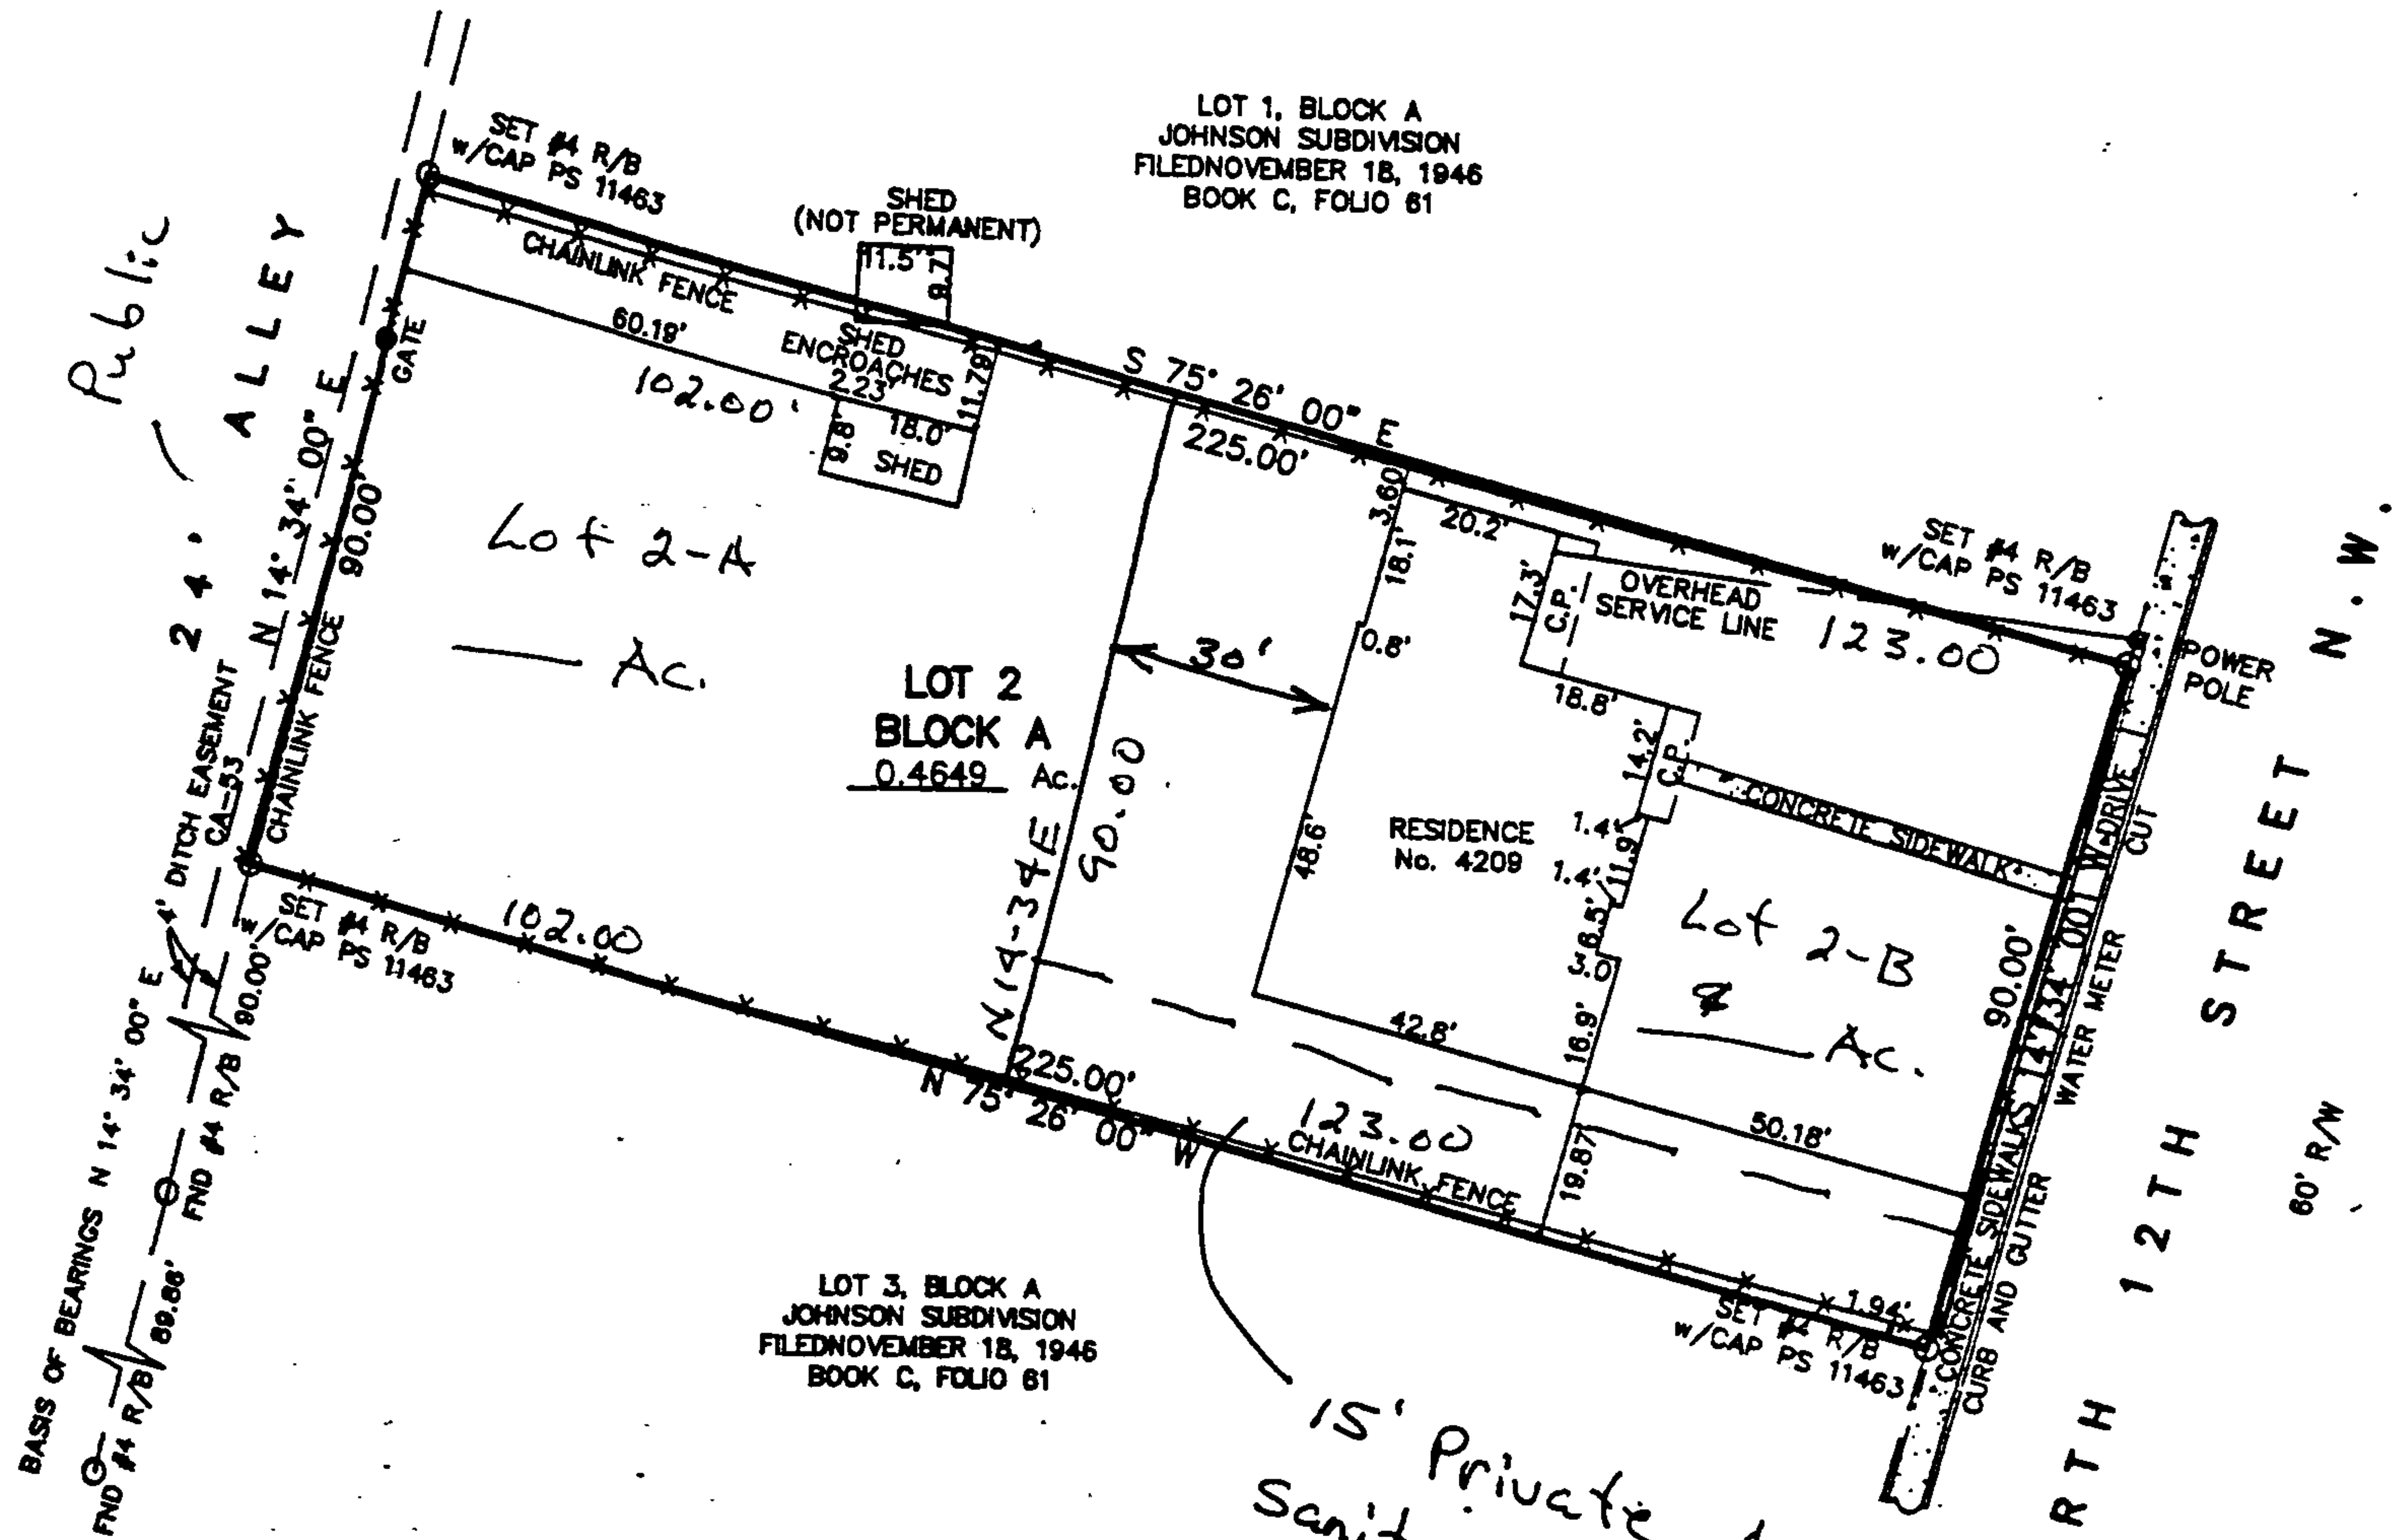 LOT 1, BLOCK A
JOHNSON SUBDIVISION
FILEDNOVEMBER 18, 1946
BOOK C, FOLIO 61
SET #4 R/B
w/CAP PS 11463
SHED
(NOT PERMANENT)
11.5'
9.7
CHAINLINK FENCE
Public
24' ALLEY
GATE
60.19'
SHED
ENCROACHES
2.23'
11.79
102.00'
18.0'
9.8'
SHED
S 75° 26' 00" E
225.00'
N 14° 34' 00" E
90.00'
CHAINLINK FENCE
Lot 2-A
Ac.
LOT 2
BLOCK A
0.4649 Ac.
30'
N 14-34 E
90.00
3.60
20.2'
18.1'
0.8'
17.3'
C.P.
OVERHEAD
SERVICE LINE
123.00
SET #4 R/B
w/CAP PS 11463
POWER
POLE
18.8'
14.2'
C.P.
CONCRETE SIDEWALK
DRIVE
CUT
48.6'
RESIDENCE
No. 4209
1.4'
11.9'
1.4'
6.5'
3.0'
16.9'
Lot 2-B
Ac.
90.00'
WATER METER
42.8'
50.18'
19.87'
4' DITCH EASEMENT
CA-53
SET #4 R/B
w/CAP PS 11463
102.00
225.00'
N 75° 26' 00" W
123.00
CHAINLINK FENCE
1.94'
SET #4 R/B
w/CAP PS 11463
CONCRETE SIDEWALKS
CURB AND GUTTER
RTH 12TH STREET N.W.
60' R/W
BASIS OF BEARINGS N 14° 34' 00" E
90.00'
FND #4 R/B
89.86'
FND #4 R/B
LOT 3, BLOCK A
JOHNSON SUBDIVISION
FILEDNOVEMBER 18, 1946
BOOK C, FOLIO 61
15' Private